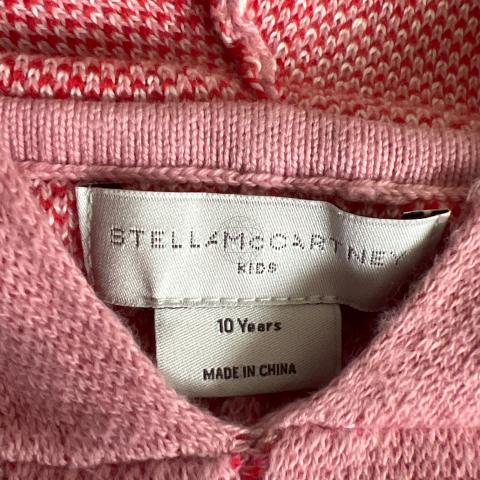 STELLAMcCARTNEY
KIDS
10 Years
MADE IN CHINA